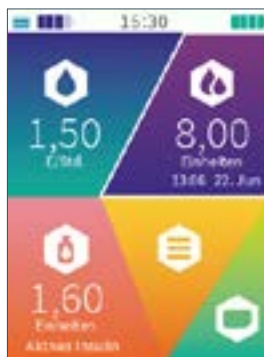 15:30
1,50
E/Std.
8,00
Einheiten
13:06 22. Jun
1,60
Einheiten
Aktives Insulin